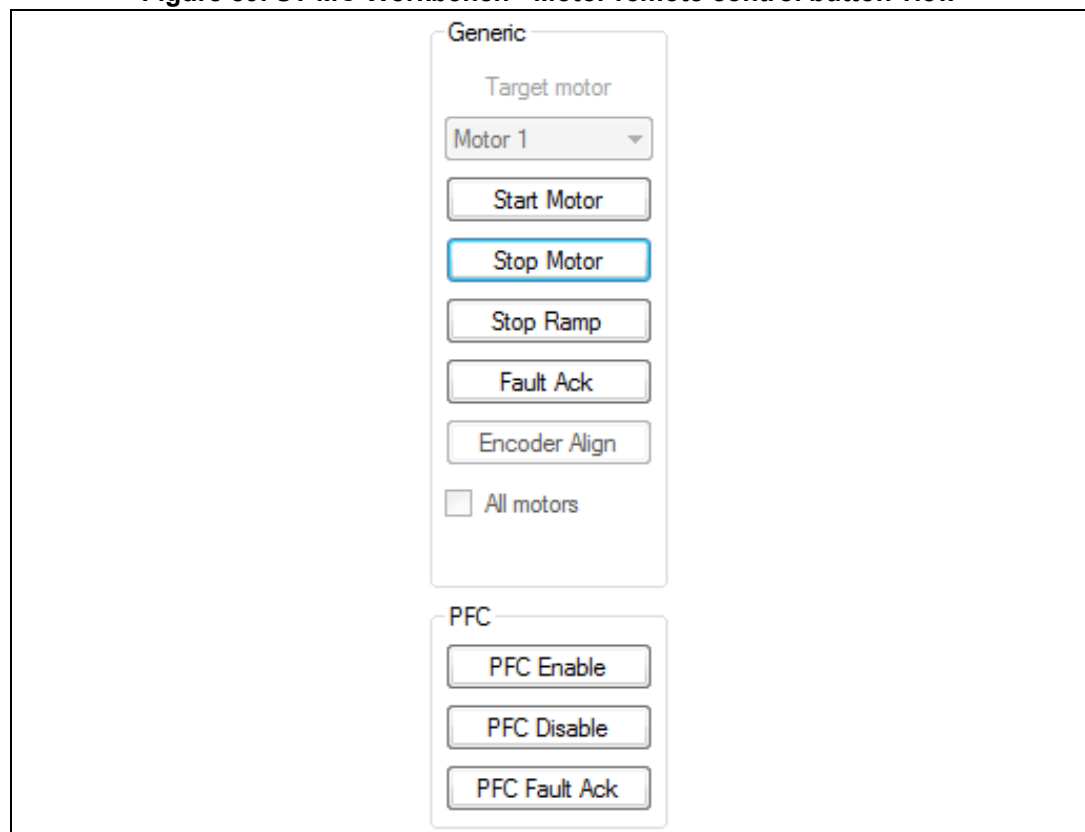 Generic
Target motor
Motor 1
Start Motor
Stop Motor
Stop Ramp
Fault Ack
Encoder Align
All motors
PFC
PFC Enable
PFC Disable
PFC Fault Ack